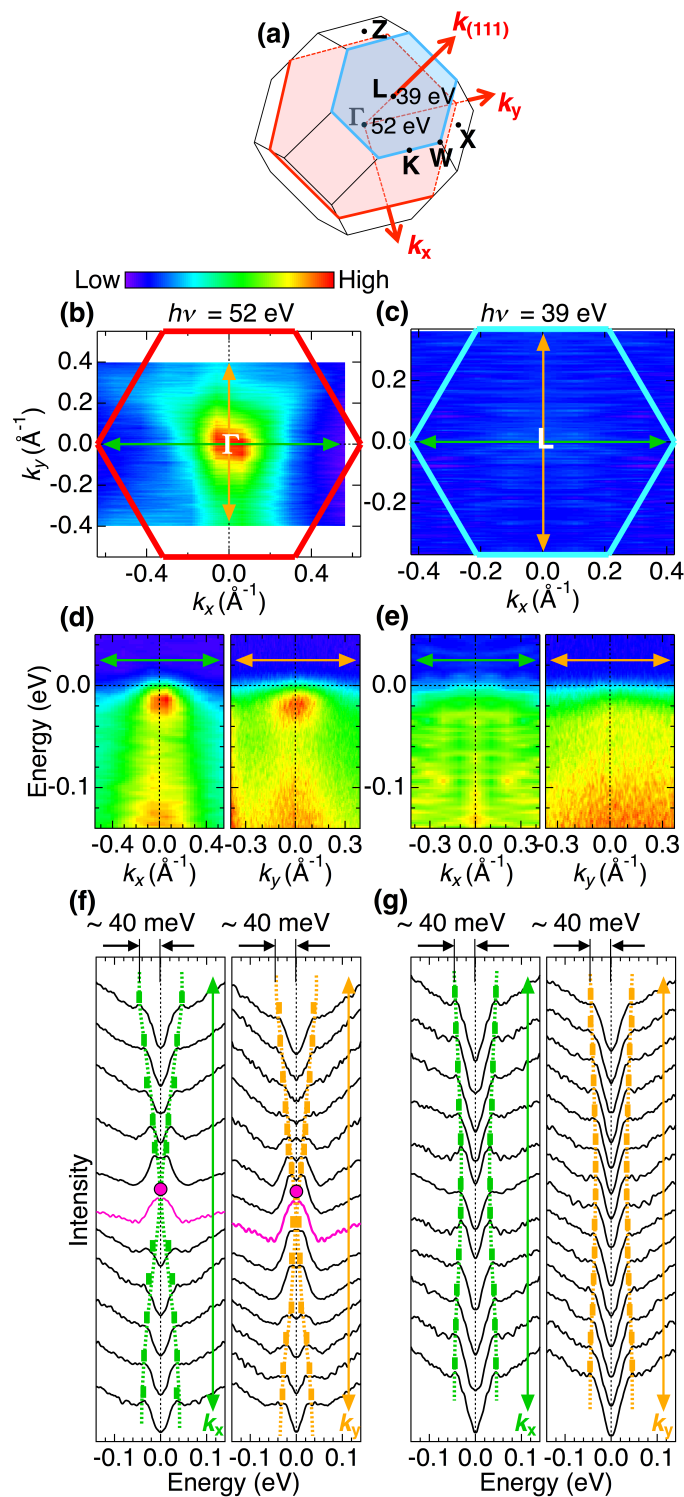 (a)
Z
k(111)
L
39 eV
ky
Γ
52 eV
X
W
K
kx
Low
High
(b)
hν = 52 eV
(c)
hν = 39 eV
0.4
0.2
0.0
-0.2
-0.4
ky (Å-1)
Γ
-0.4
0.0
0.4
kx (Å-1)
0.2
0.0
-0.2
L
-0.4
-0.2
0.0
0.2
0.4
kx (Å-1)
(d)
(e)
0.0
-0.1
Energy (eV)
-0.4
0.0
0.4
kx (Å-1)
-0.3
0.0
0.3
ky (Å-1)
0.0
-0.1
-0.3
0.0
0.3
kx (Å-1)
-0.3
0.0
0.3
ky (Å-1)
(f)
(g)
~ 40 meV
~ 40 meV
~ 40 meV
~ 40 meV
Intensity
kx
ky
kx
ky
-0.1
0.0
0.1
-0.1
0.0
0.1
Energy (eV)
-0.1
0.0
0.1
-0.1
0.0
0.1
Energy (eV)